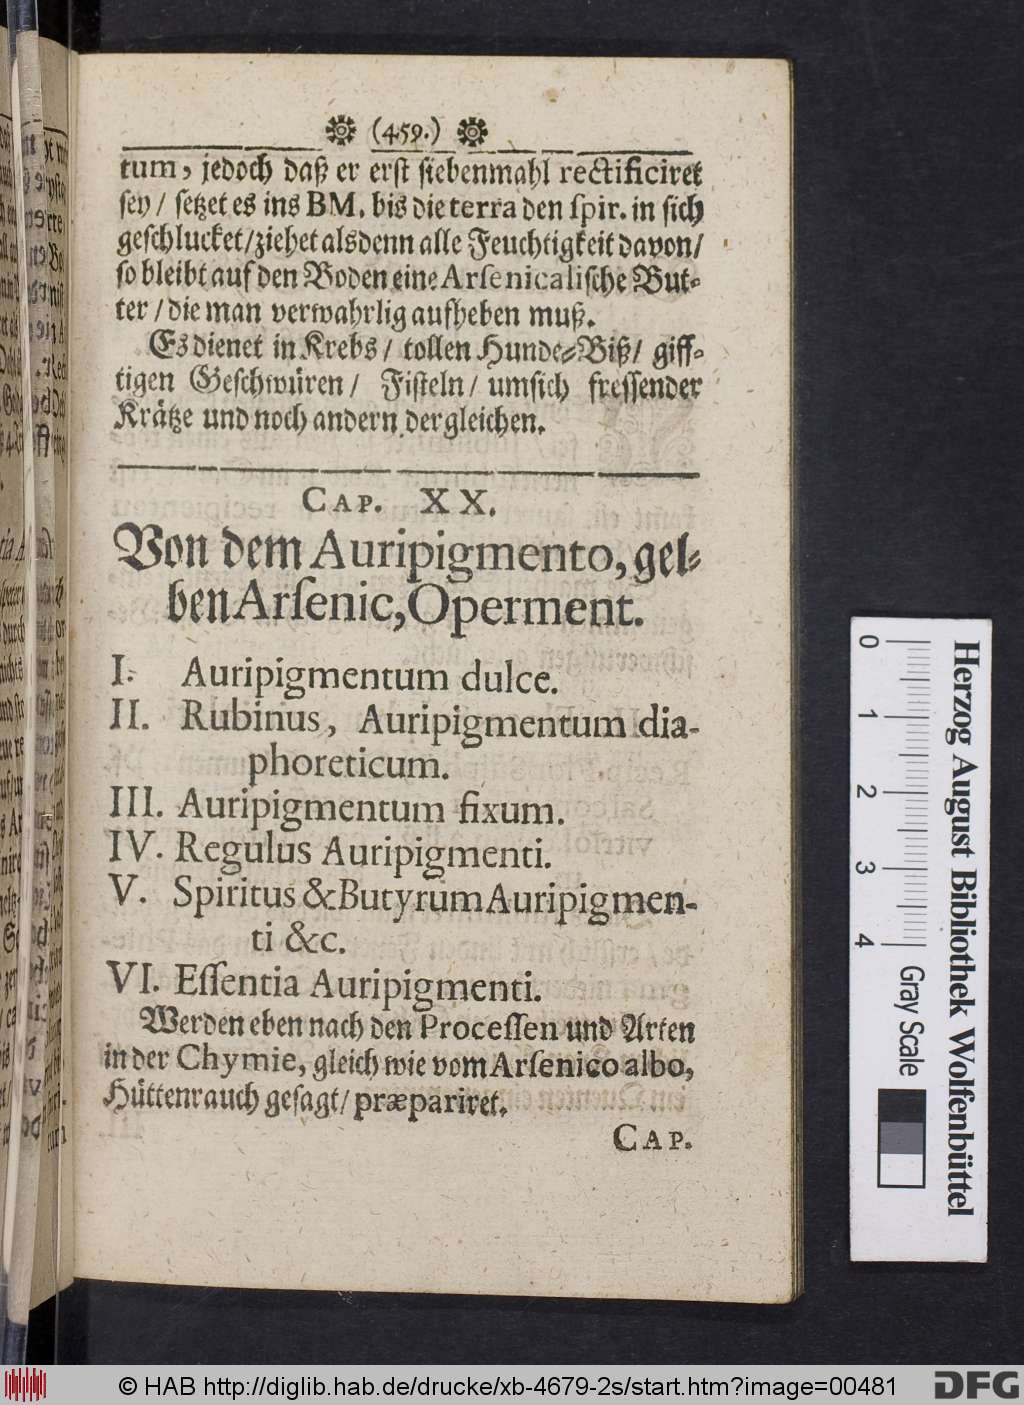 (459.)
tum, jedoch daß er erst siebenmahl rectificiret
sey / setzet es ins BM. bis die terra den spir. in sich
geschlucket / ziehet alsdenn alle Feuchtigkeit davon /
so bleibt auf den Boden eine Arsenicalische But-
ter / die man verwahrlig aufheben muß.
Es dienet in Krebs / tollen Hunde-Biß / giff-
tigen Geschwüren / Fisteln / umsich fressender
Krätze und noch andern dergleichen.
CAP. XX.
Von dem Auripigmento, gel-
ben Arsenic, Operment.
I. Auripigmentum dulce.
II. Rubinus, Auripigmentum dia-
phoreticum.
III. Auripigmentum fixum.
IV. Regulus Auripigmenti.
V. Spiritus & Butyrum Auripigmen-
ti &c.
VI. Essentia Auripigmenti.
Werden eben nach den Processen und Arten
in der Chymie, gleich wie vom Arsenico albo,
Hüttenrauch gesagt / præpariret.
CAP.
0 1 2 3 4
Gray Scale
Herzog August Bibliothek Wolfenbüttel
© HAB http://diglib.hab.de/drucke/xb-4679-2s/start.htm?image=00481
DFG